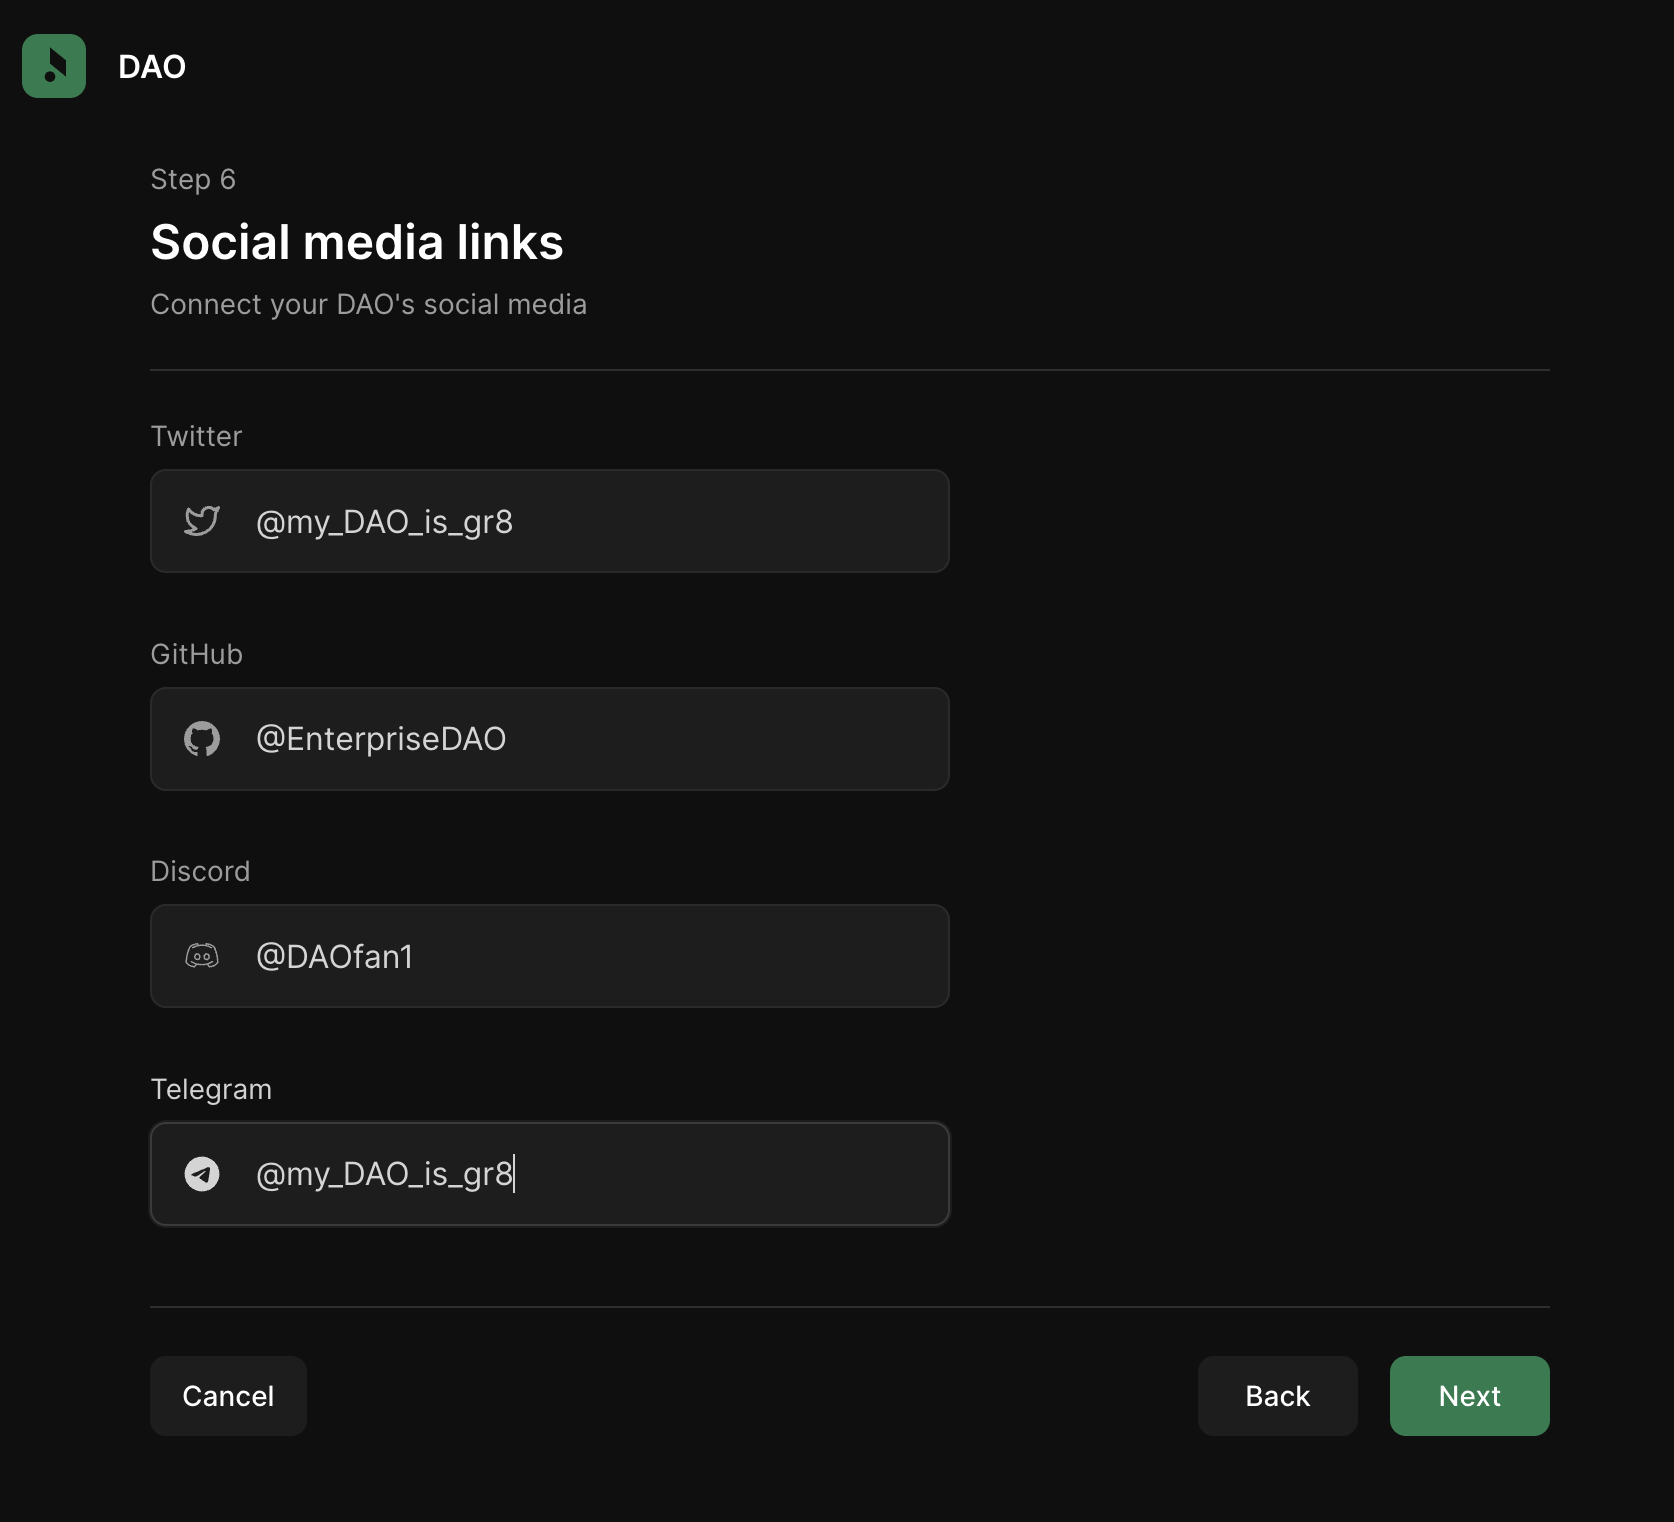 DAO
Step 6
Social media links
Connect your DAO's social media
Twitter
@my_DAO_is_gr8
GitHub
@EnterpriseDAO
Discord
@DAOfan1
Telegram
@my_DAO_is_gr8
Cancel
Back
Next